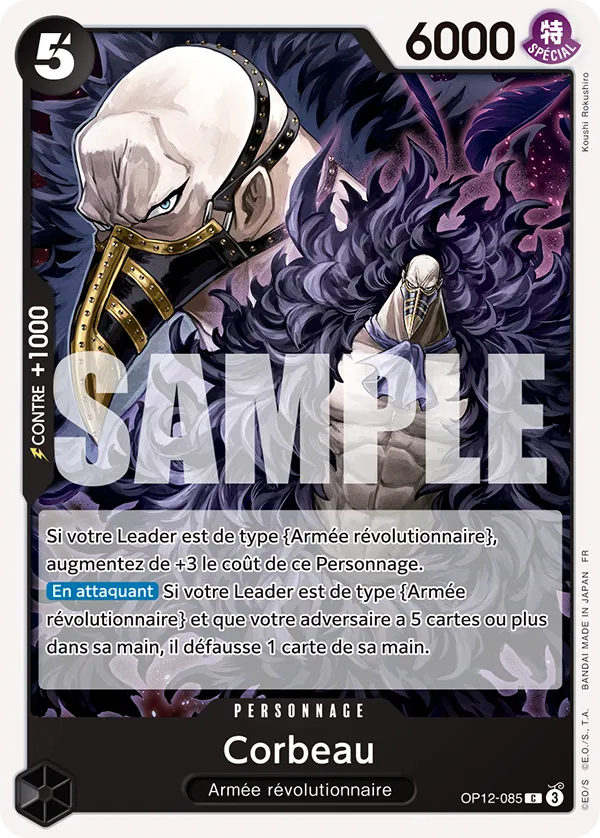 5
6000
特
SPÉCIAL
Koushi Rokushiro
CONTRE +1000
SAMPLE
Si votre Leader est de type {Armée révolutionnaire},
augmentez de +3 le coût de ce Personnage.
En attaquant Si votre Leader est de type {Armée
révolutionnaire} et que votre adversaire a 5 cartes ou plus
dans sa main, il défausse 1 carte de sa main.
PERSONNAGE
Corbeau
Armée révolutionnaire
OP12-085 C 3
©EO/S ©E.O./S., T.A. BANDAI MADE IN JAPAN FR